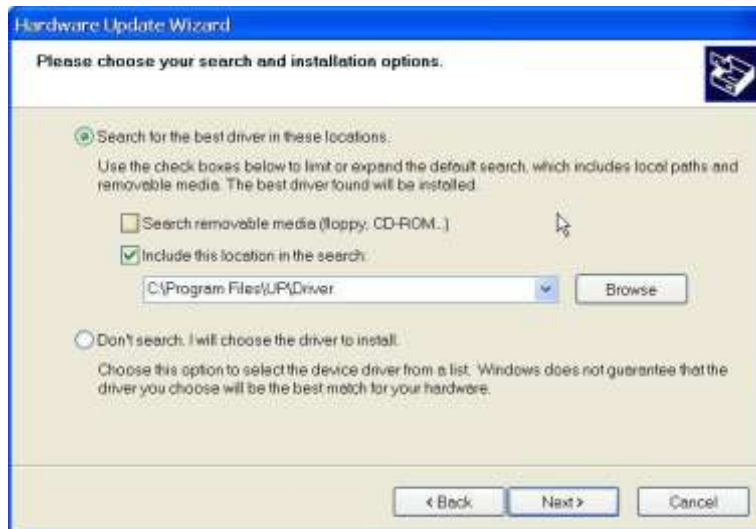 Hardware Update Wizard
Please choose your search and installation options.
Search for the best driver in these locations.
Use the check boxes below to limit or expand the default search, which includes local paths and
removable media. The best driver found will be installed.
Search removable media (floppy, CD-ROM...)
Include this location in the search:
C:\Program Files\UP\Driver
Browse
Don't search. I will choose the driver to install.
Choose this option to select the device driver from a list. Windows does not guarantee that the
driver you choose will be the best match for your hardware.
< Back
Next >
Cancel